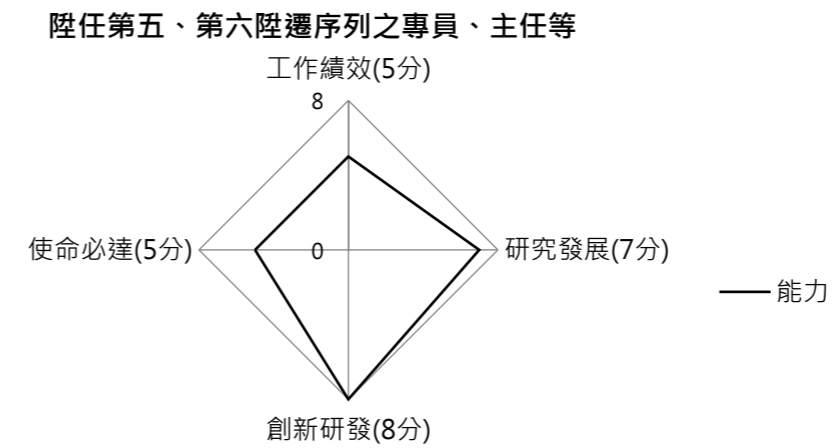 陞任第五、第六陞遷序列之專員、主任等
工作績效(5分)
8
使命必達(5分)
0
研究發展(7分)
能力
創新研發(8分)